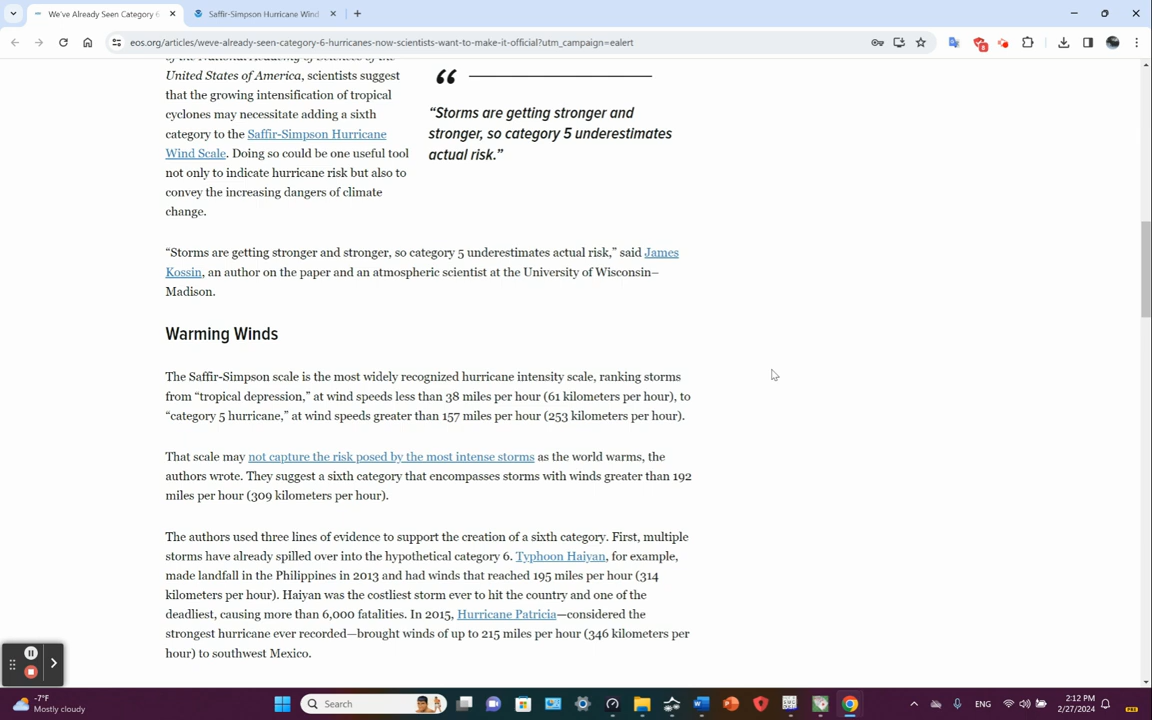 We've Already Seen Category 6
Saffir-Simpson Hurricane Wind
eos.org/articles/weve-already-seen-category-6-hurricanes-now-scientists-want-to-make-it-official?utm_campaign=ealert
of the National Academy of Sciences of the
United States of America, scientists suggest
that the growing intensification of tropical
cyclones may necessitate adding a sixth
category to the Saffir-Simpson Hurricane
Wind Scale. Doing so could be one useful tool
not only to indicate hurricane risk but also to
convey the increasing dangers of climate
change.
“Storms are getting stronger and
stronger, so category 5 underestimates
actual risk.”
“Storms are getting stronger and stronger, so category 5 underestimates actual risk,” said James
Kossin, an author on the paper and an atmospheric scientist at the University of Wisconsin–
Madison.
Warming Winds
The Saffir-Simpson scale is the most widely recognized hurricane intensity scale, ranking storms
from “tropical depression,” at wind speeds less than 38 miles per hour (61 kilometers per hour), to
“category 5 hurricane,” at wind speeds greater than 157 miles per hour (253 kilometers per hour).
That scale may not capture the risk posed by the most intense storms as the world warms, the
authors wrote. They suggest a sixth category that encompasses storms with winds greater than 192
miles per hour (309 kilometers per hour).
The authors used three lines of evidence to support the creation of a sixth category. First, multiple
storms have already spilled over into the hypothetical category 6. Typhoon Haiyan, for example,
made landfall in the Philippines in 2013 and had winds that reached 195 miles per hour (314
kilometers per hour). Haiyan was the costliest storm ever to hit the country and one of the
deadliest, causing more than 6,000 fatalities. In 2015, Hurricane Patricia—considered the
strongest hurricane ever recorded—brought winds of up to 215 miles per hour (346 kilometers per
hour) to southwest Mexico.
-7°F
Mostly cloudy
Search
ENG
2:12 PM
2/27/2024